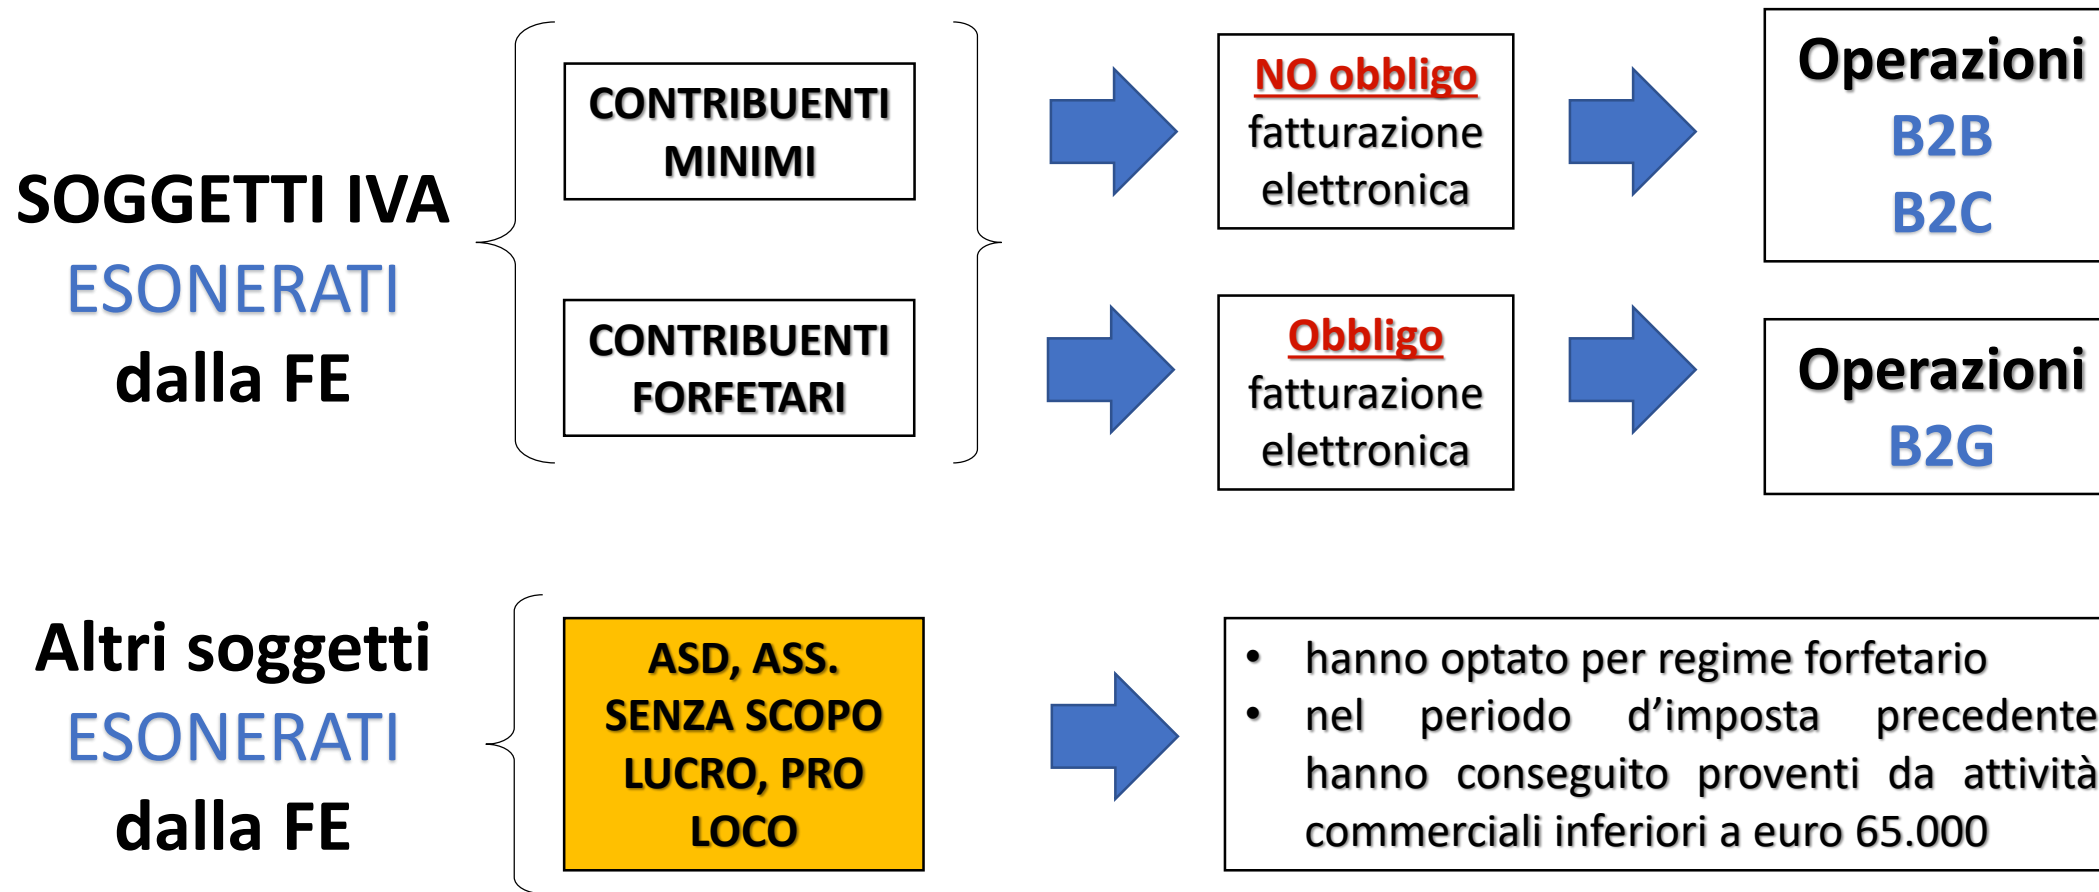 SOGGETTI IVA
ESONERATI
dalla FE
CONTRIBUENTI
MINIMI
CONTRIBUENTI
FORFETARI
NO obbligo
fatturazione
elettronica
Operazioni
B2B
B2C
Obbligo
fatturazione
elettronica
Operazioni
B2G
Altri soggetti
ESONERATI
dalla FE
ASD, ASS.
SENZA SCOPO
LUCRO, PRO
LOCO
• hanno optato per regime forfetario
• nel periodo d’imposta precedente
hanno conseguito proventi da attività
commerciali inferiori a euro 65.000